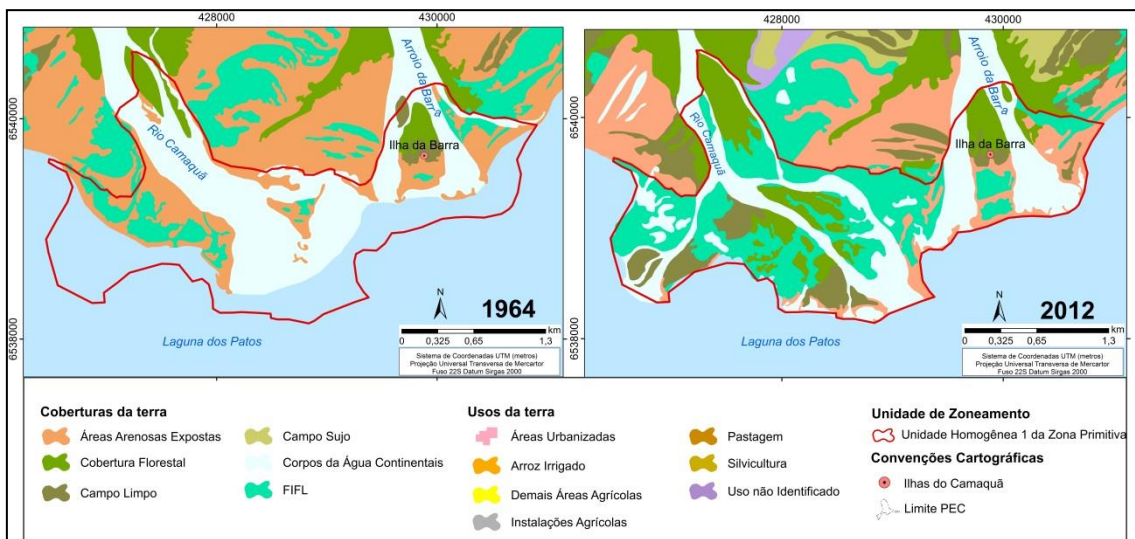 428000
430000
428000
430000
6540000
6538000
6540000
6538000
Rio Camaquã
Arroio da Barra
Ilha da Barra
N
1964
km
0 0,325 0,65 1,3
Laguna dos Patos
Sistema de Coordenadas UTM (metros)
Projeção Universal Transversa de Mercartor
Fuso 22S Datum Sirgas 2000
Rio Camaquã
Arroio da Barra
Ilha da Barra
N
2012
km
0 0,325 0,65 1,3
Laguna dos Patos
Sistema de Coordenadas UTM (metros)
Projeção Universal Transversa de Mercartor
Fuso 22S Datum Sirgas 2000
Coberturas da terra
Áreas Arenosas Expostas
Cobertura Florestal
Campo Limpo
Campo Sujo
Corpos da Água Continentais
FIFL
Usos da terra
Áreas Urbanizadas
Arroz Irrigado
Demais Áreas Agrícolas
Instalações Agrícolas
Pastagem
Silvicultura
Uso não Identificado
Unidade de Zoneamento
Unidade Homogênea 1 da Zona Primitiva
Convenções Cartográficas
Ilhas do Camaquã
Limite PEC